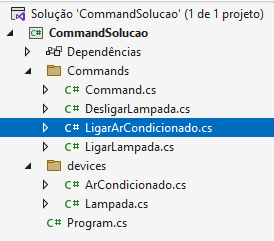 Solução 'CommandSolucao' (1 de 1 projeto)
C# CommandSolucao
Dependências
Commands
C# Command.cs
C# DesligarLampada.cs
C# LigarArCondicionado.cs
C# LigarLampada.cs
devices
C# ArCondicionado.cs
C# Lampada.cs
C# Program.cs